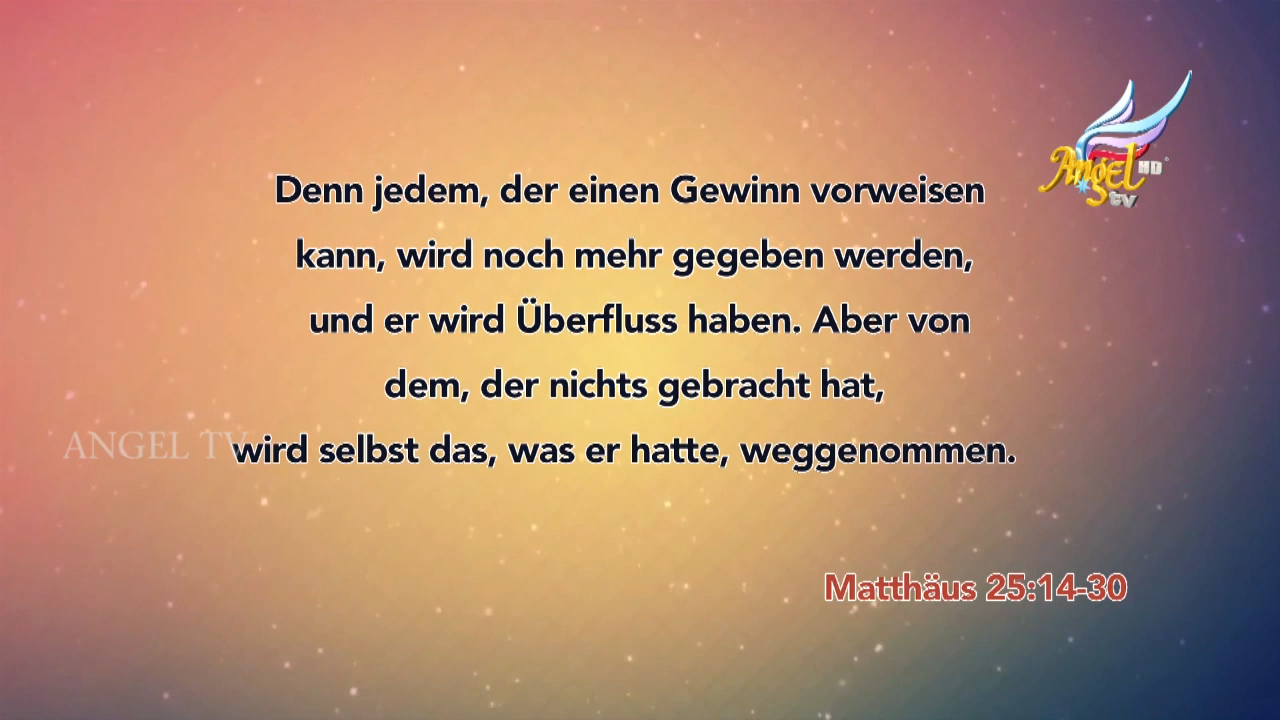 Angel HD
tv
Denn jedem, der einen Gewinn vorweisen
kann, wird noch mehr gegeben werden,
und er wird Überfluss haben. Aber von
dem, der nichts gebracht hat,
ANGEL TV
wird selbst das, was er hatte, weggenommen.
Matthäus 25:14-30